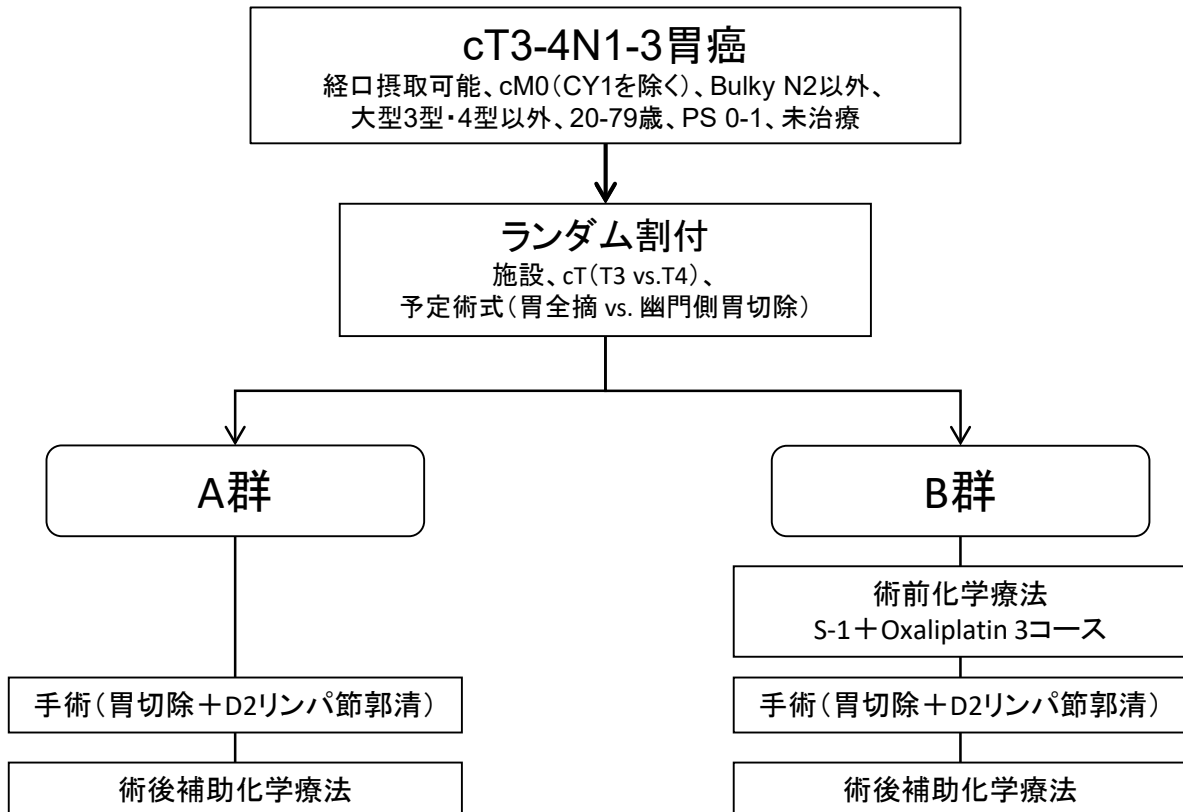 cT3-4N1-3胃癌
経口摂取可能、cM0(CY1を除く)、Bulky N2以外、
大型3型・4型以外、20-79歳、PS 0-1、未治療
ランダム割付
施設、cT(T3 vs.T4)、
予定術式(胃全摘 vs. 幽門側胃切除)
A群
B群
術前化学療法
S-1+Oxaliplatin 3コース
手術(胃切除+D2リンパ節郭清)
手術(胃切除+D2リンパ節郭清)
術後補助化学療法
術後補助化学療法